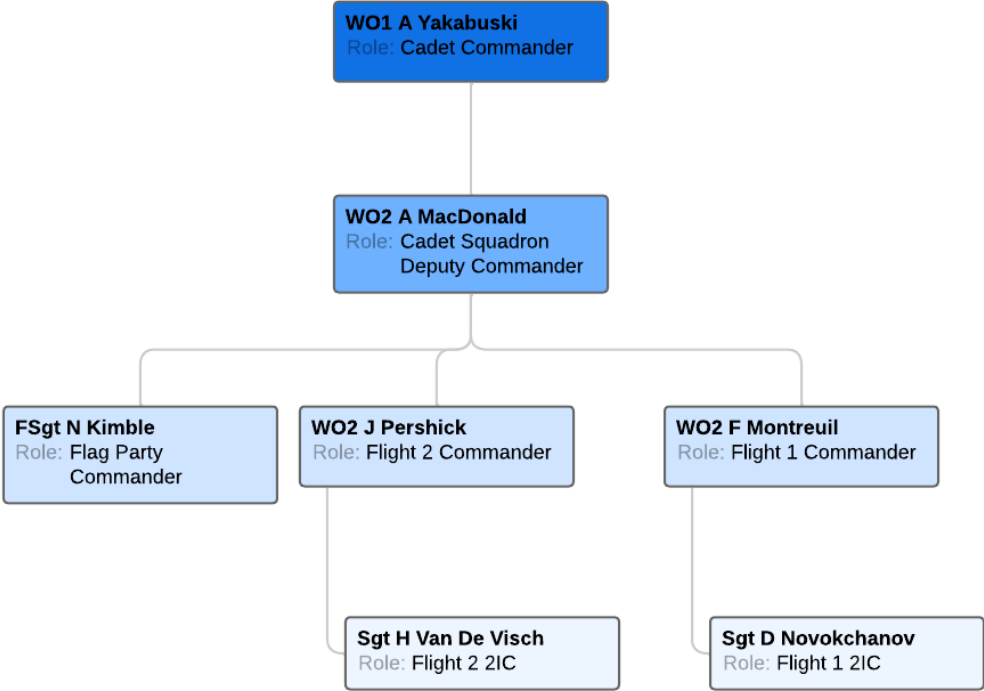 WO1 A Yakabuski
Role: Cadet Commander
WO2 A MacDonald
Role: Cadet Squadron
Deputy Commander
FSgt N Kimble
Role: Flag Party
Commander
WO2 J Pershick
Role: Flight 2 Commander
WO2 F Montreuil
Role: Flight 1 Commander
Sgt H Van De Visch
Role: Flight 2 2IC
Sgt D Novokchanov
Role: Flight 1 2IC